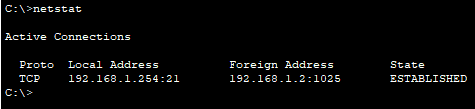 C:\>netstat
Active Connections
Proto  Local Address          Foreign Address        State
TCP    192.168.1.254:21       192.168.1.2:1025       ESTABLISHED
C:\>